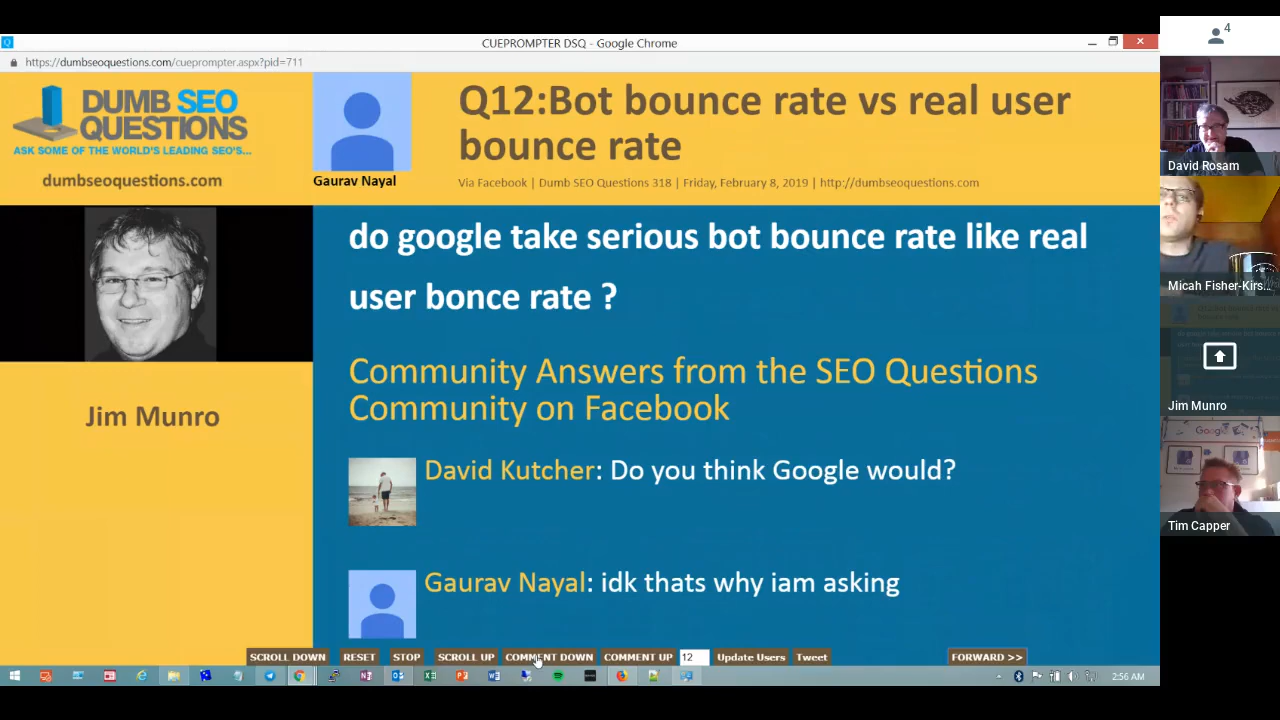 CUEPROMPTER DSQ - Google Chrome
https://dumbseoquestions.com/cueprompter.aspx?pid=711
DUMB SEO
QUESTIONS
ASK SOME OF THE WORLD'S LEADING SEO'S...
dumbseoquestions.com
Gaurav Nayal
Q12:Bot bounce rate vs real user
bounce rate
Via Facebook | Dumb SEO Questions 318 | Friday, February 8, 2019 | http://dumbseoquestions.com
Jim Munro
do google take serious bot bounce rate like real
user bonce rate ?
Community Answers from the SEO Questions
Community on Facebook
David Kutcher: Do you think Google would?
Gaurav Nayal: idk thats why iam asking
SCROLL DOWN RESET STOP SCROLL UP COMMENT DOWN COMMENT UP 12 Update Users Tweet FORWARD >>
2:56 AM
4
David Rosam
Micah Fisher-Kirs...
Jim Munro
Google
Tim Capper